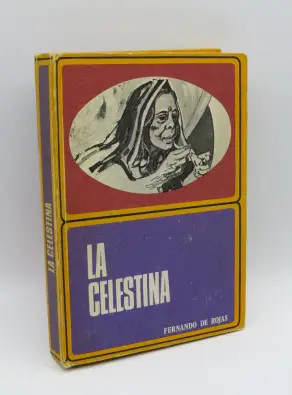 LA CELESTINA
LA
CELESTINA
FERNANDO DE ROJAS